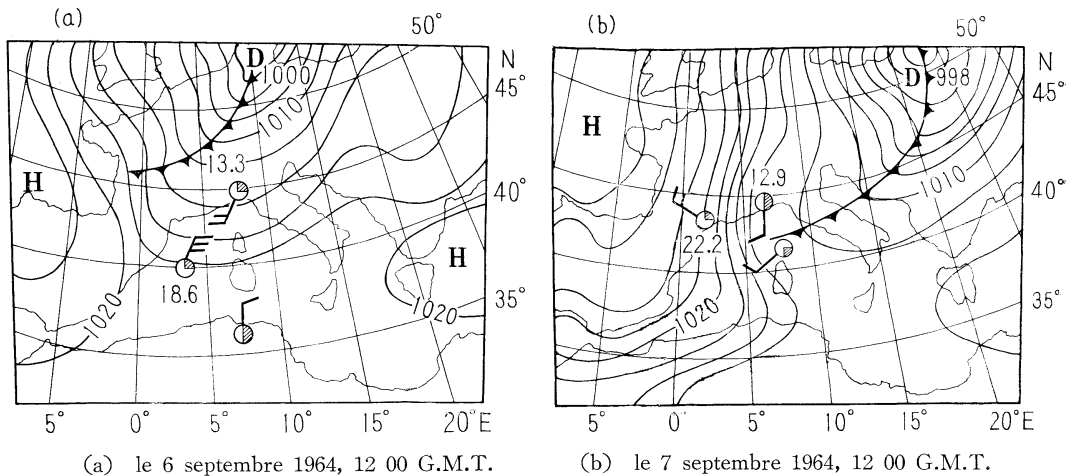 (a)
50°
D
1000
N
45°
1010
13.3
H
40°
H
18.6
35°
1020
1020
5° 0° 5° 10° 15° 20°E
(a) le 6 septembre 1964, 12 00 G.M.T.
(b)
50°
D
998
N
45°
H
12.9
1010
40°
22.2
35°
1020
5° 0° 5° 10° 15° 20°E
(b) le 7 septembre 1964, 12 00 G.M.T.